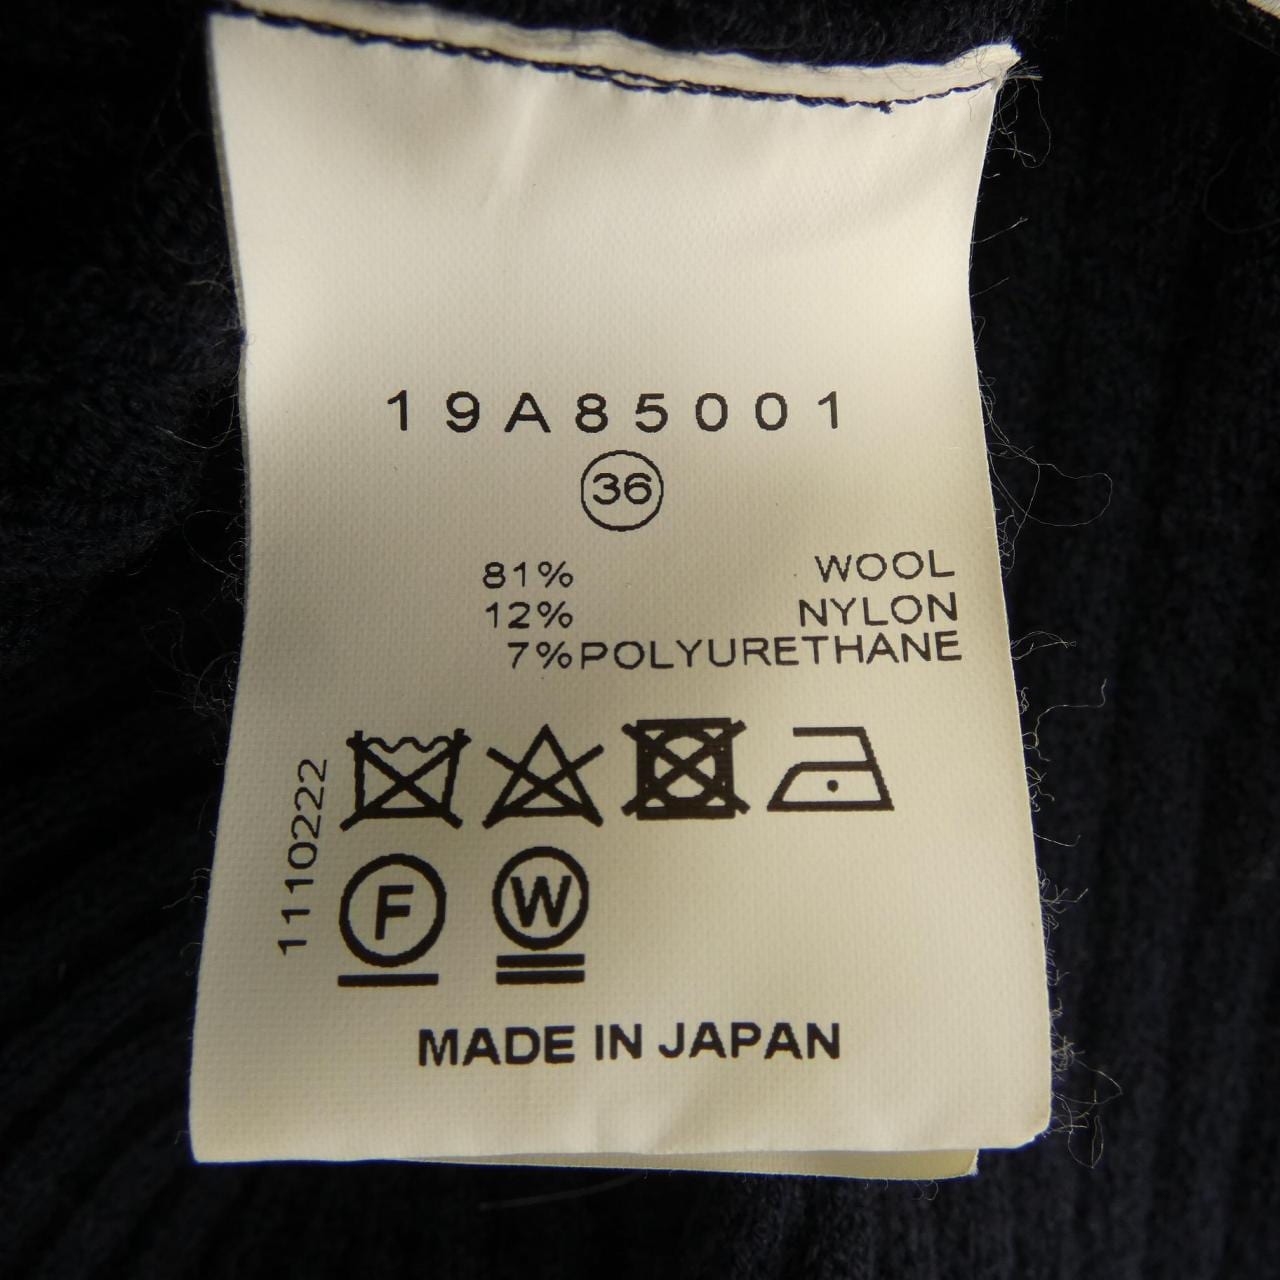 19A85001
36
81% WOOL
12% NYLON
7% POLYURETHANE
1110222
F W
MADE IN JAPAN